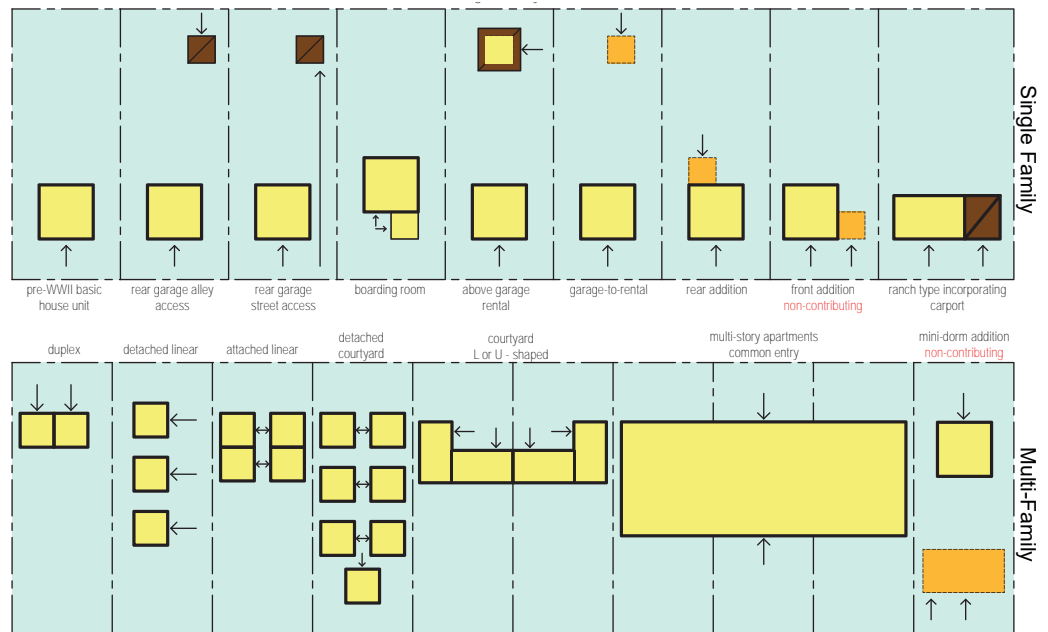 Single Family
pre-WWII basic
house unit
rear garage alley
access
rear garage
street access
boarding room
above garage
rental
garage-to-rental
rear addition
front addition
non-contributing
ranch type incorporating
carport
duplex
detached linear
attached linear
detached
courtyard
courtyard
L or U - shaped
multi-story apartments
common entry
mini-dorm addition
non-contributing
Multi-Family